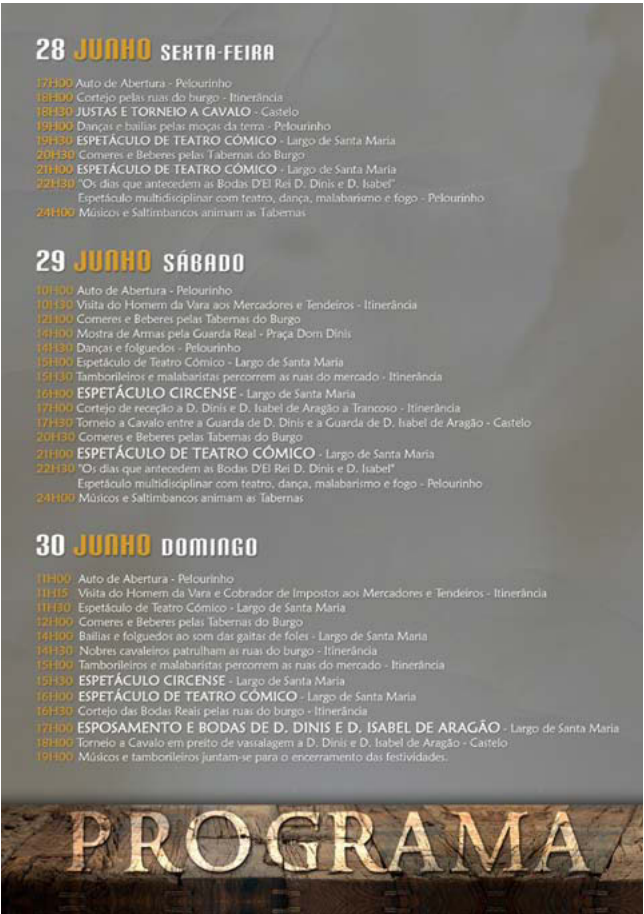 28 JUNHO SEXTA-FEIRA
17H00 Auto de Abertura - Pelourinho
18H00 Cortejo pelas ruas do burgo - Itinerância
18H30 JUSTAS E TORNEIO A CAVALO - Castelo
19H00 Danças e bailias pelas moças da terra - Pelourinho
19H30 ESPETÁCULO DE TEATRO CÓMICO - Largo de Santa Maria
20H30 Comeres e Beberes pelas Tabernas do Burgo
21H00 ESPETÁCULO DE TEATRO CÓMICO - Largo de Santa Maria
22H30 "Os dias que antecedem as Bodas D'El Rei D. Dinis e D. Isabel"
Espetáculo multidisciplinar com teatro, dança, malabarismo e fogo - Pelourinho
24H00 Músicos e Saltimbancos animam as Tabernas
29 JUNHO SÁBADO
10H00 Auto de Abertura - Pelourinho
10H30 Visita do Homem da Vara aos Mercadores e Tendeiros - Itinerância
12H00 Comeres e Beberes pelas Tabernas do Burgo
14H00 Mostra de Armas pela Guarda Real - Praça Dom Dinis
14H30 Danças e folguedos - Pelourinho
15H00 Espetáculo de Teatro Cómico - Largo de Santa Maria
15H30 Tamborileiros e malabaristas percorrem as ruas do mercado - Itinerância
16H00 ESPETÁCULO CIRCENSE - Largo de Santa Maria
17H00 Cortejo de receção a D. Dinis e D. Isabel de Aragão a Trancoso - Itinerância
17H30 Torneio a Cavalo entre a Guarda de D. Dinis e a Guarda de D. Isabel de Aragão - Castelo
20H30 Comeres e Beberes pelas Tabernas do Burgo
21H00 ESPETÁCULO DE TEATRO CÓMICO - Largo de Santa Maria
22H30 "Os dias que antecedem as Bodas D'El Rei D. Dinis e D. Isabel"
Espetáculo multidisciplinar com teatro, dança, malabarismo e fogo - Pelourinho
24H00 Músicos e Saltimbancos animam as Tabernas
30 JUNHO DOMINGO
11H00 Auto de Abertura - Pelourinho
11H15 Visita do Homem da Vara e Cobrador de Impostos aos Mercadores e Tendeiros - Itinerância
11H30 Espetáculo de Teatro Cómico - Largo de Santa Maria
12H00 Comeres e Beberes pelas Tabernas do Burgo
14H00 Bailias e folguedos ao som das gaitas de foles - Largo de Santa Maria
14H30 Nobres cavaleiros patrulham as ruas do burgo - Itinerância
15H00 Tamborileiros e malabaristas percorrem as ruas do mercado - Itinerância
15H30 ESPETÁCULO CIRCENSE - Largo de Santa Maria
16H00 ESPETÁCULO DE TEATRO CÓMICO - Largo de Santa Maria
16H30 Cortejo das Bodas Reais pelas ruas do burgo - Itinerância
17H00 ESPOSAMENTO E BODAS DE D. DINIS E D. ISABEL DE ARAGÃO - Largo de Santa Maria
18H00 Torneio a Cavalo em preito de vassalagem a D. Dinis e D. Isabel de Aragão - Castelo
19H00 Músicos e tamborileiros juntam-se para o encerramento das festividades.
PROGRAMA